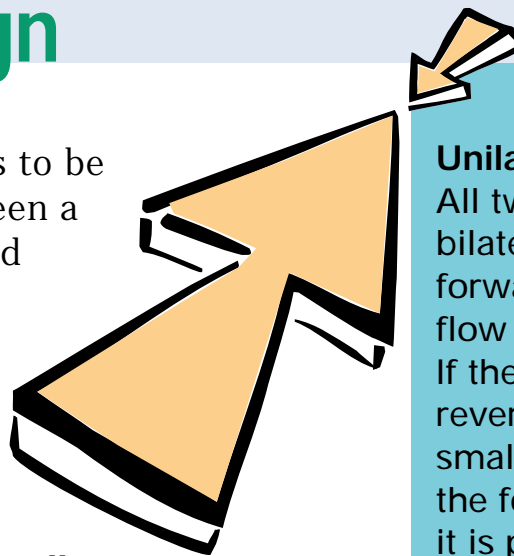 gn
s to be
een a
d
Unila
All tw
bilate
forwa
flow
If the
rever
smal
the fo
it is p